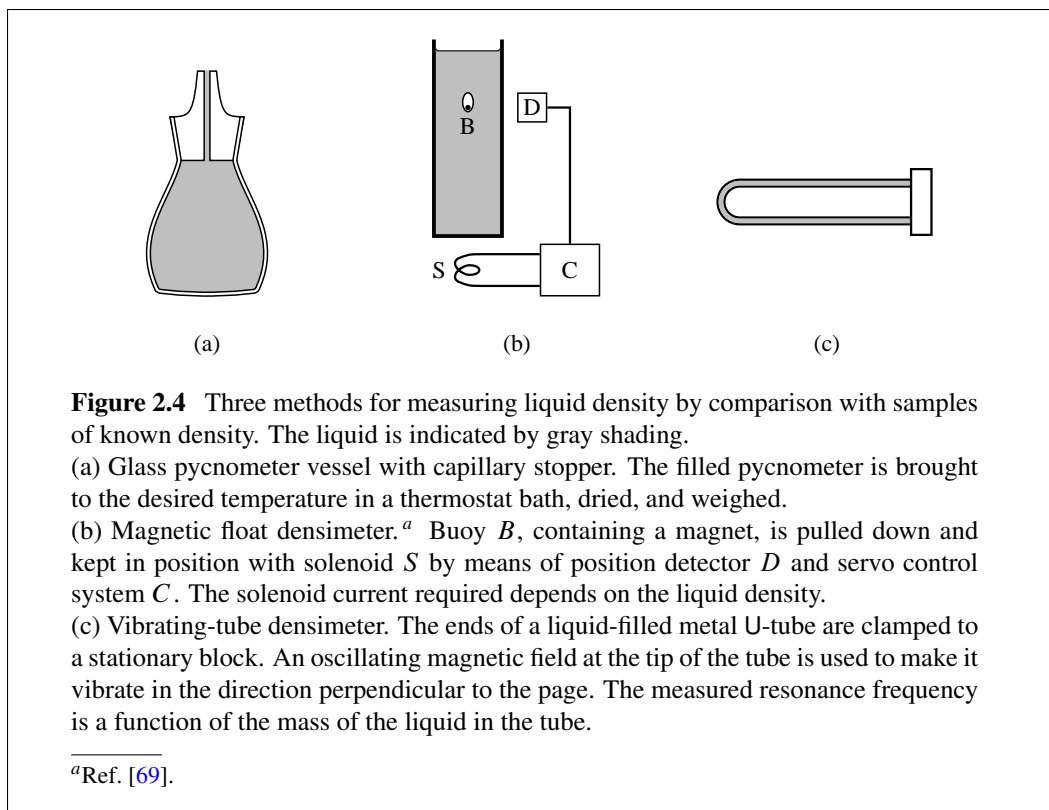 B
D
S
C
(a)
(b)
(c)
Figure 2.4 Three methods for measuring liquid density by comparison with samples
of known density. The liquid is indicated by gray shading.
(a) Glass pycnometer vessel with capillary stopper. The filled pycnometer is brought
to the desired temperature in a thermostat bath, dried, and weighed.
(b) Magnetic float densimeter.ᵃ Buoy B, containing a magnet, is pulled down and
kept in position with solenoid S by means of position detector D and servo control
system C. The solenoid current required depends on the liquid density.
(c) Vibrating-tube densimeter. The ends of a liquid-filled metal U-tube are clamped to
a stationary block. An oscillating magnetic field at the tip of the tube is used to make it
vibrate in the direction perpendicular to the page. The measured resonance frequency
is a function of the mass of the liquid in the tube.
ᵃRef. [69].